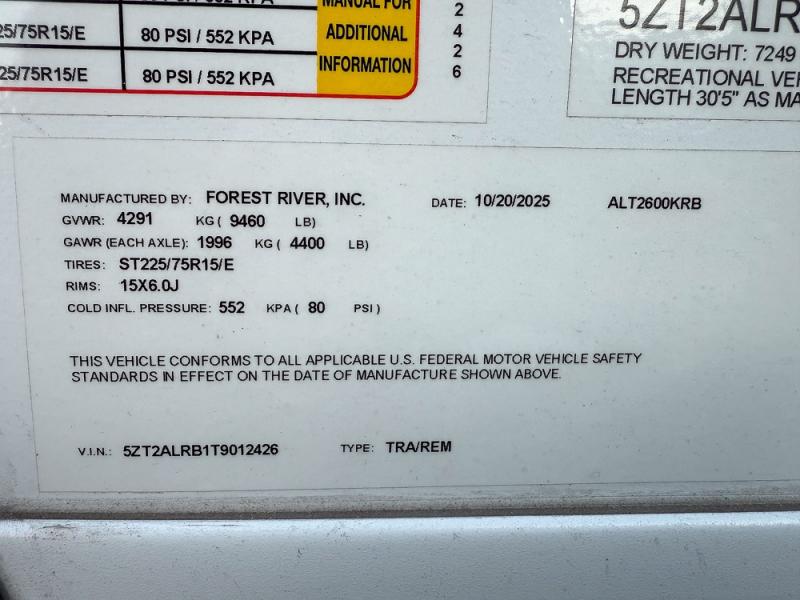 MANUAL FOR
25/75R15/E 80 PSI / 552 KPA ADDITIONAL
25/75R15/E 80 PSI / 552 KPA INFORMATION
2
4
2
6
5ZT2ALR
DRY WEIGHT: 7249
RECREATIONAL VE
LENGTH 30'5" AS MA
MANUFACTURED BY: FOREST RIVER, INC. DATE: 10/20/2025 ALT2600KRB
GVWR: 4291 KG ( 9460 LB)
GAWR (EACH AXLE): 1996 KG ( 4400 LB)
TIRES: ST225/75R15/E
RIMS: 15X6.0J
COLD INFL. PRESSURE: 552 KPA ( 80 PSI )
THIS VEHICLE CONFORMS TO ALL APPLICABLE U.S. FEDERAL MOTOR VEHICLE SAFETY
STANDARDS IN EFFECT ON THE DATE OF MANUFACTURE SHOWN ABOVE.
V.I.N.: 5ZT2ALRB1T9012426 TYPE: TRA/REM